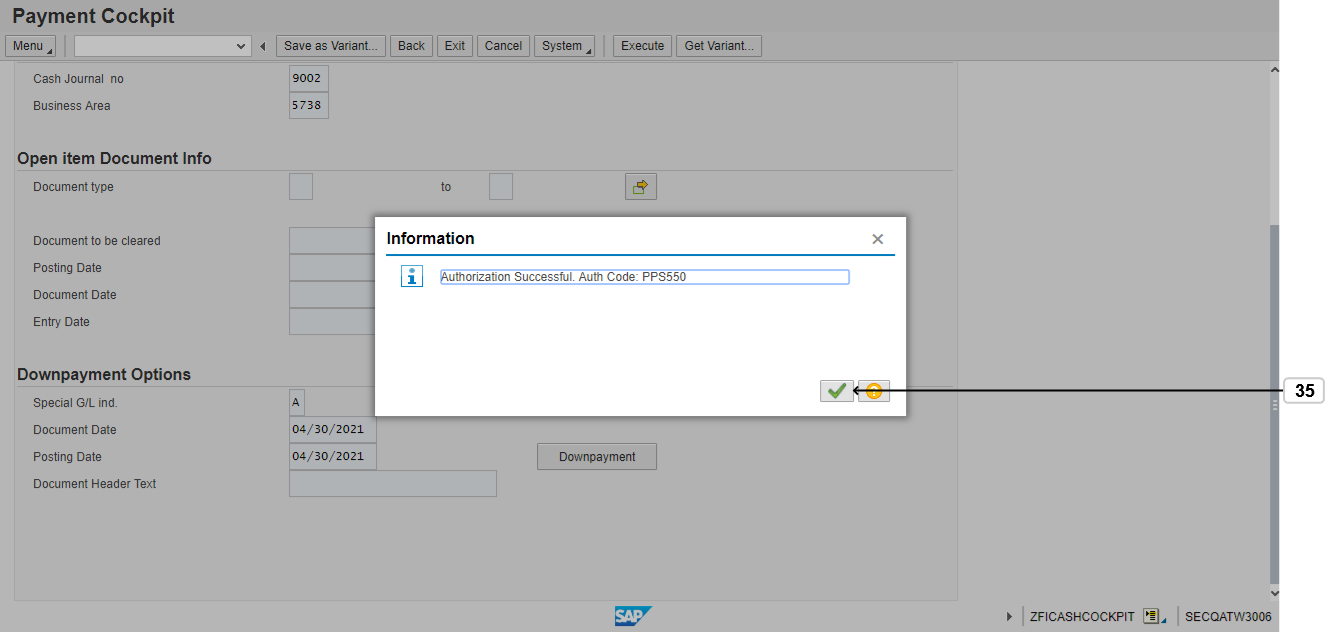 Payment Cockpit
Menu Save as Variant... Back Exit Cancel System Execute Get Variant...
Cash Journal no 9002
Business Area 5738
Open item Document Info
Document type to
Document to be cleared
Posting Date
Document Date
Entry Date
Information
Authorization Successful. Auth Code: PPS550
35
Downpayment Options
Special G/L ind. A
Document Date 04/30/2021
Posting Date 04/30/2021 Downpayment
Document Header Text
SAP ZFICASHCOCKPIT SECQATW3006